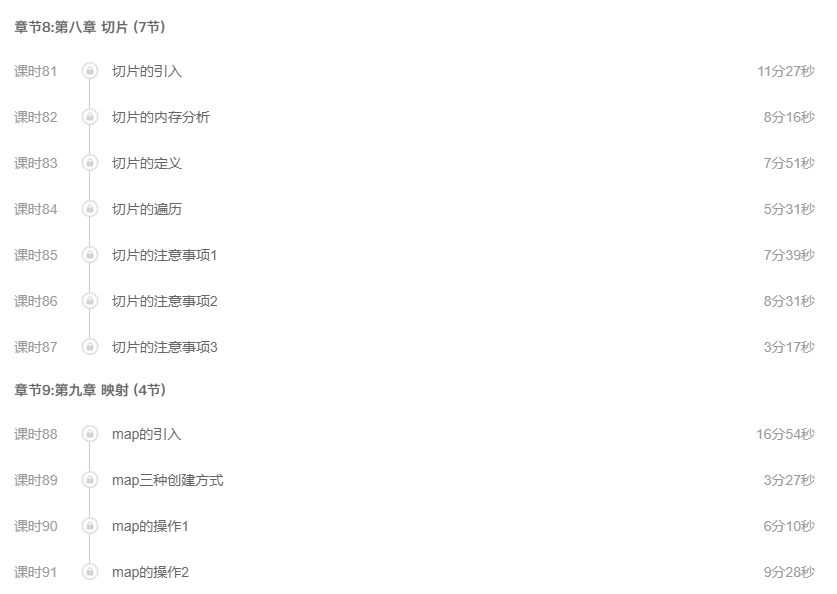 章节8:第八章 切片 (7节)
课时81 切片的引入 11分27秒
课时82 切片的内存分析 8分16秒
课时83 切片的定义 7分51秒
课时84 切片的遍历 5分31秒
课时85 切片的注意事项1 7分39秒
课时86 切片的注意事项2 8分31秒
课时87 切片的注意事项3 3分17秒
章节9:第九章 映射 (4节)
课时88 map的引入 16分54秒
课时89 map三种创建方式 3分27秒
课时90 map的操作1 6分10秒
课时91 map的操作2 9分28秒